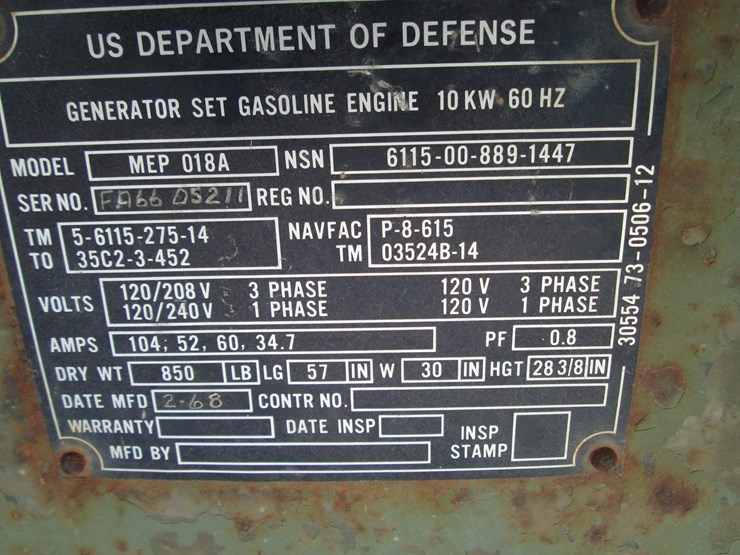 US DEPARTMENT OF DEFENSE
GENERATOR SET GASOLINE ENGINE 10 KW 60 HZ
MODEL MEP 018A NSN 6115-00-889-1447
SER NO. FA66 05211 REG NO.
TM 5-6115-275-14 NAVFAC P-8-615
TO 35C2-3-452 TM 03524B-14
VOLTS 120/208 V 3 PHASE 120 V 3 PHASE
120/240 V 1 PHASE 120 V 1 PHASE
AMPS 104; 52, 60, 34.7 PF 0.8
DRY WT 850 LB LG 57 IN W 30 IN HGT 28 3/8 IN
DATE MFD 2-68 CONTR NO.
WARRANTY DATE INSP INSP STAMP
MFD BY
30554 73-0506-12